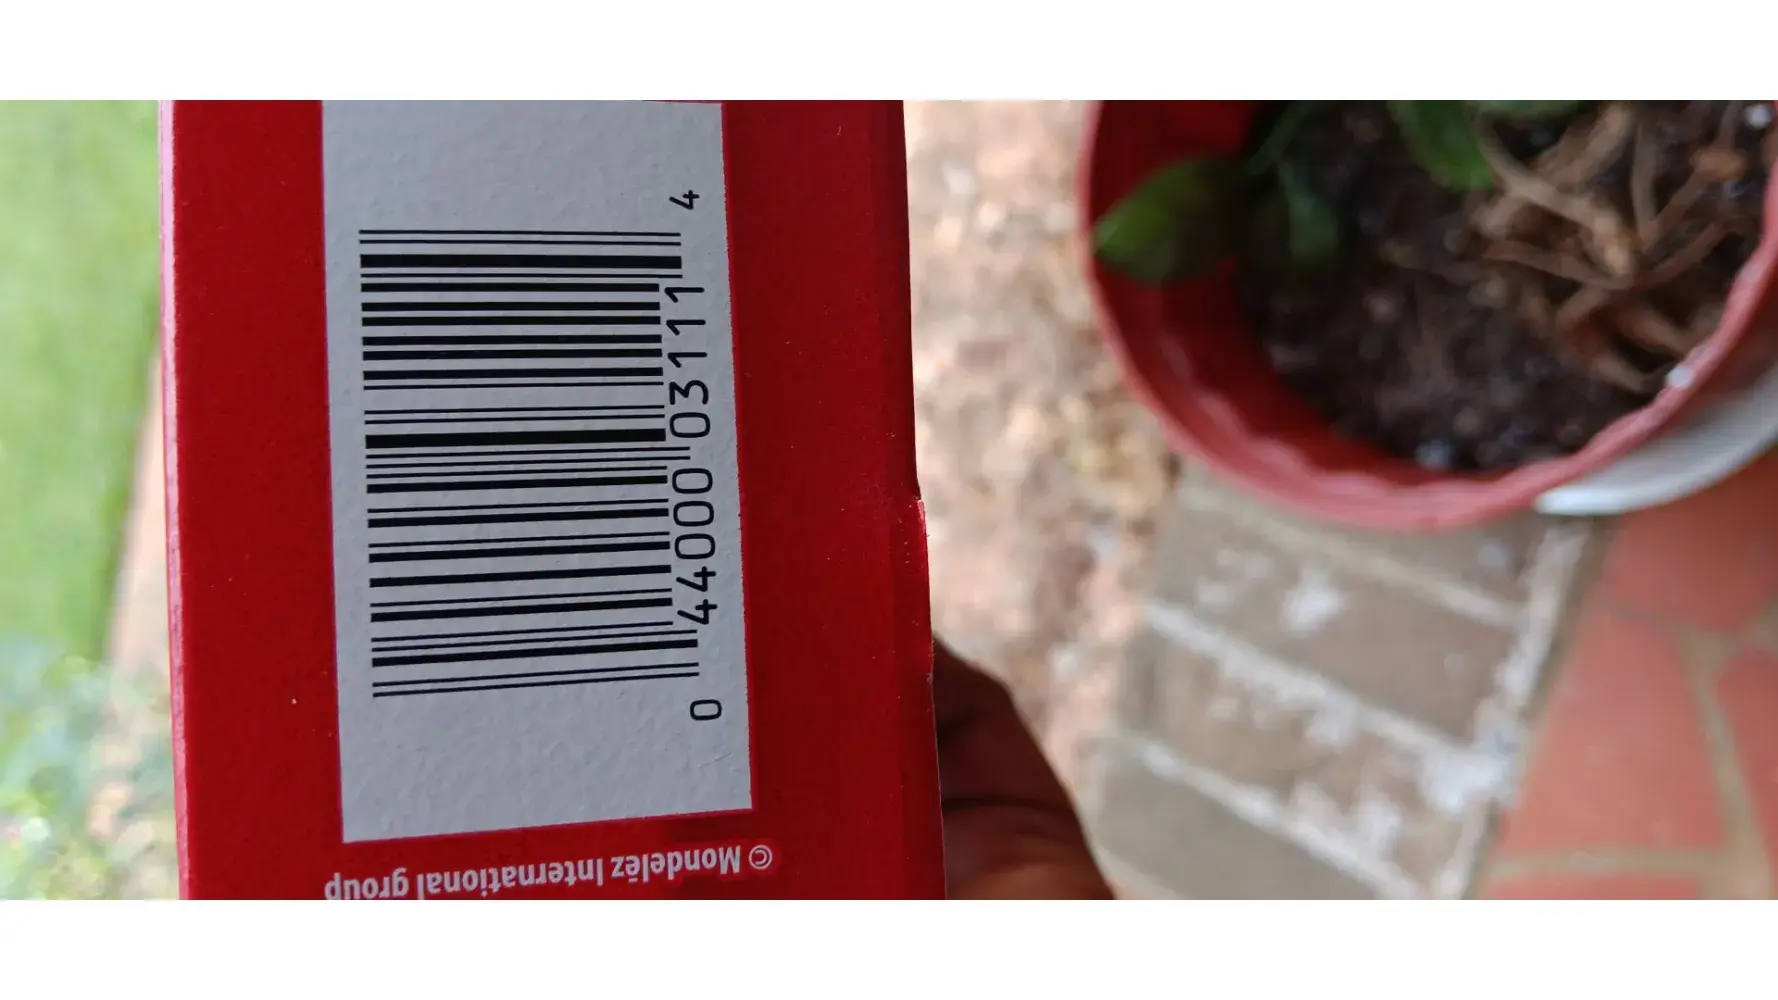 0 44000 03111 4
© Mondelēz International group